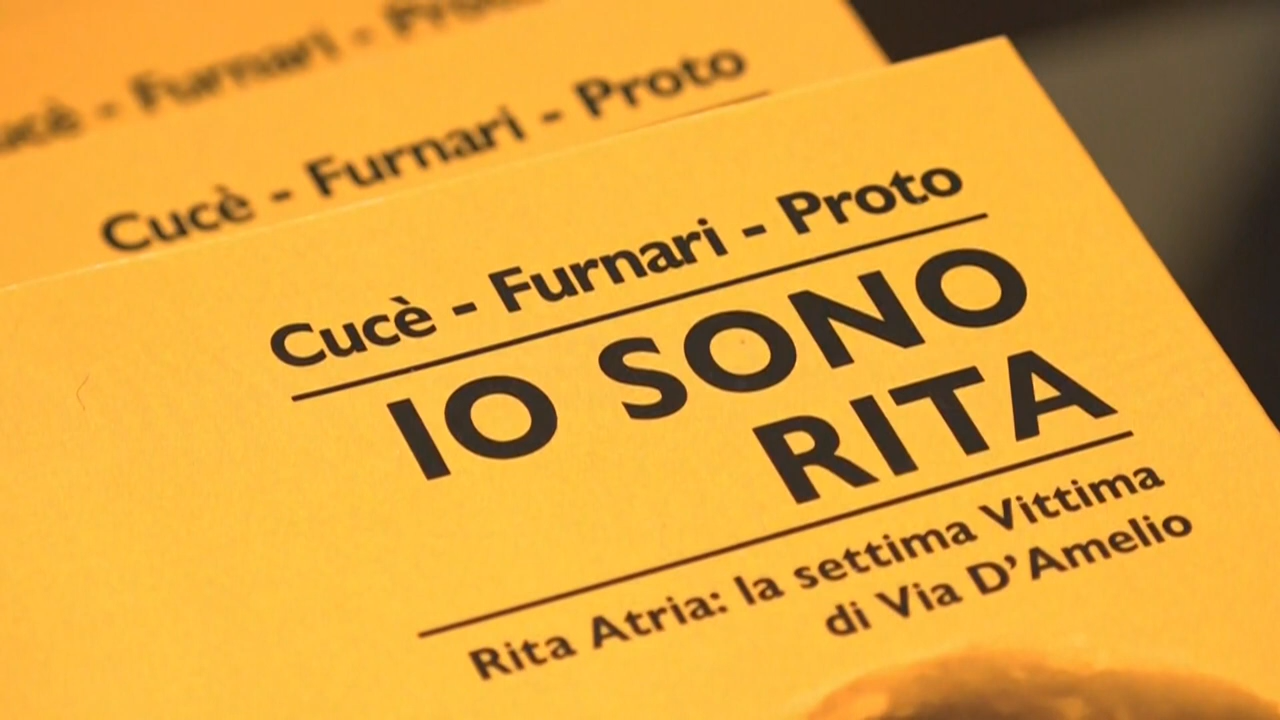 Furnari - Proto
Cucè - Furnari - Proto
Cucè - Furnari - Proto
IO SONO
RITA
Rita Atria: la settima Vittima
di Via D'Amelio